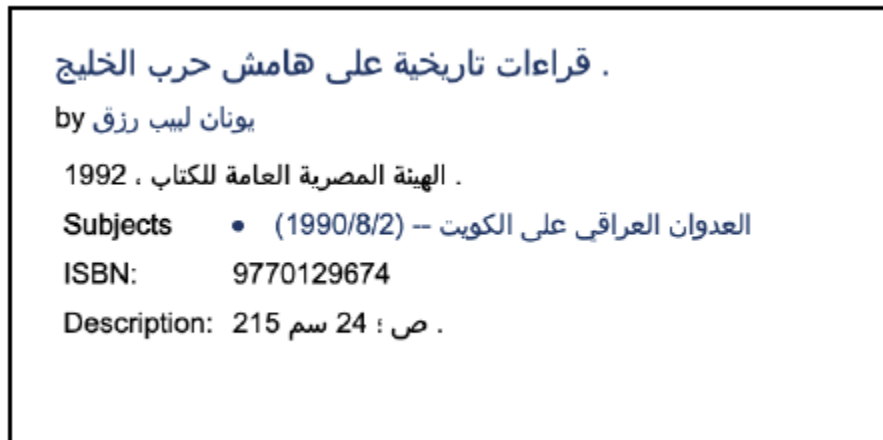 قراءات تاريخية على هامش حرب الخليج .
by يونان لبيب رزق
الهيئة المصرية العامة للكتاب ، 1992 .
Subjects • العدوان العراقي على الكويت -- (1990/8/2)
ISBN: 9770129674
Description: 215 ص ؛ 24 سم .